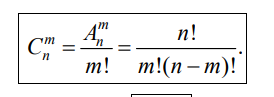 C_n^m = A_n^m / m! = n! / m!(n − m)! .